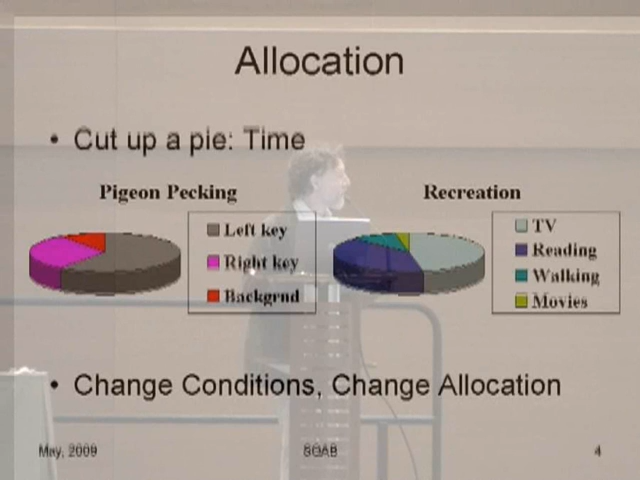 Allocation
• Cut up a pie: Time
Pigeon Pecking
Left key
Right key
Backgrnd
Recreation
TV
Reading
Walking
Movies
• Change Conditions, Change Allocation
May, 2009
SQAB
4